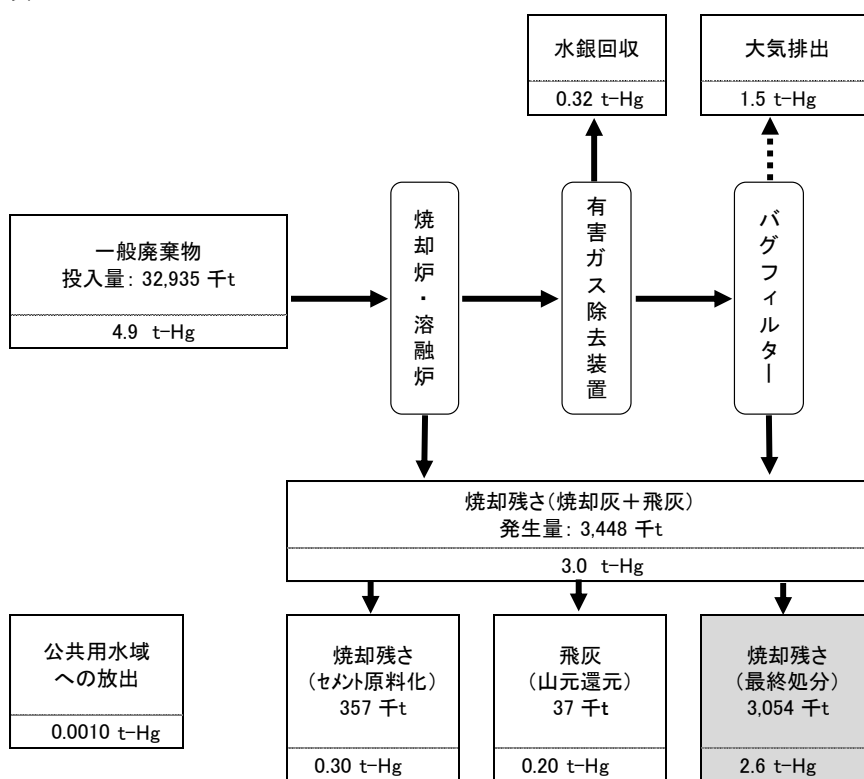 水銀回収
0.32 t-Hg
大気排出
1.5 t-Hg
一般廃棄物
投入量: 32,935 千t
4.9 t-Hg
焼却炉・溶融炉
有害ガス除去装置
バグフィルター
焼却残さ(焼却灰+飛灰)
発生量: 3,448 千t
3.0 t-Hg
公共用水域
への放出
0.0010 t-Hg
焼却残さ
(セメント原料化)
357 千t
0.30 t-Hg
飛灰
(山元還元)
37 千t
0.20 t-Hg
焼却残さ
(最終処分)
3,054 千t
2.6 t-Hg